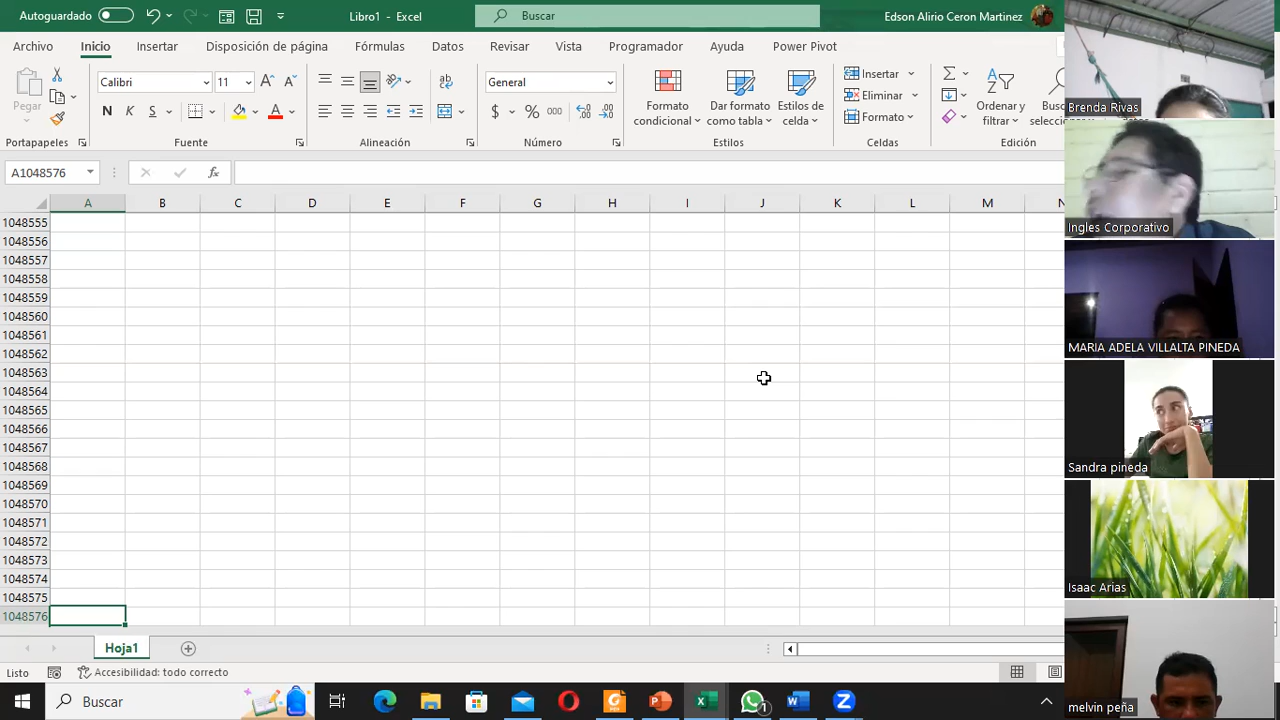 Autoguardado Libro1 - Excel Buscar Edson Alirio Ceron Martinez
Archivo Inicio Insertar Disposición de página Fórmulas Datos Revisar Vista Programador Ayuda Power Pivot
Pegar
Calibri 11
N K S
General
$ % 000
Formato condicional
Dar formato como tabla
Estilos de celda
Insertar
Eliminar
Formato
Ordenar y filtrar
Portapapeles Fuente Alineación Número Estilos Celdas Edición
A1048576 fx
A B C D E F G H I J K L M
1048555
1048556
1048557
1048558
1048559
1048560
1048561
1048562
1048563
1048564
1048565
1048566
1048567
1048568
1048569
1048570
1048571
1048572
1048573
1048574
1048575
1048576
Hoja1
Listo Accesibilidad: todo correcto
Buscar
Brenda Rivas
Ingles Corporativo
MARIA ADELA VILLALTA PINEDA
Sandra pineda
Isaac Arias
melvin peña